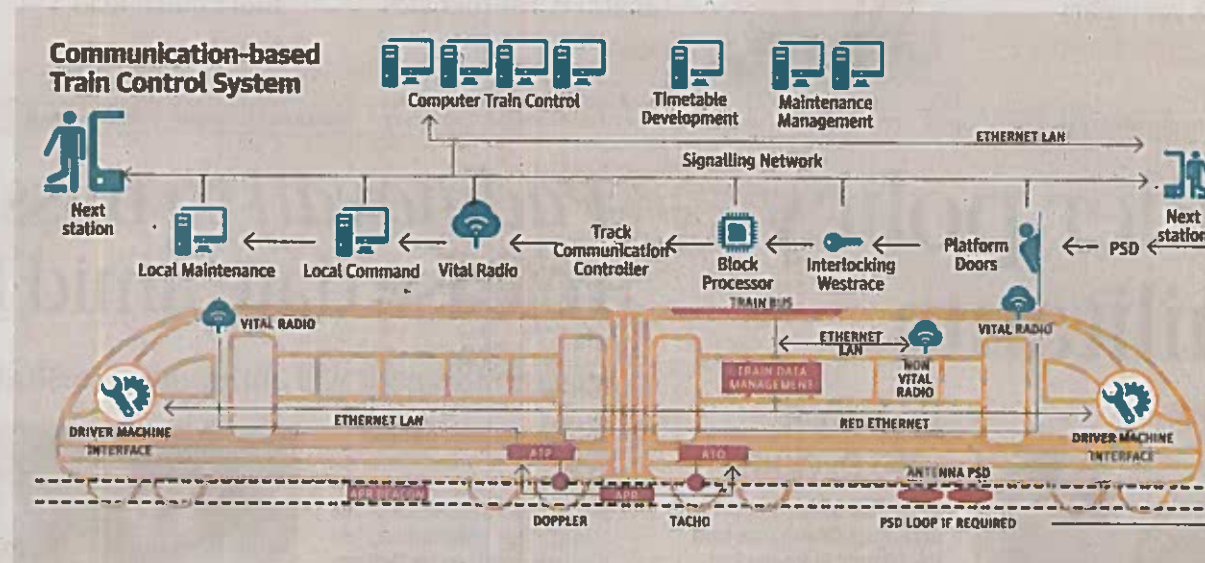 Communication-based
Train Control System
Computer Train Control
Timetable
Development
Maintenance
Management
ETHERNET LAN
Signalling Network
Next
station
Next
station
Local Maintenance
Local Command
Vital Radio
Track
Communication
Controller
Block
Processor
Interlocking
Westrace
Platform
Doors
PSD
TRAIN BUS
VITAL RADIO
VITAL RADIO
ETHERNET
LAN
NON
VITAL
RADIO
TRAIN DATA
MANAGEMENT
ETHERNET LAN
RED ETHERNET
DRIVER MACHINE
INTERFACE
DRIVER MACHINE
INTERFACE
ATP
ATO
ANTENNA PSD
APR BEACON
APR
DOPPLER
TACHO
PSD LOOP IF REQUIRED